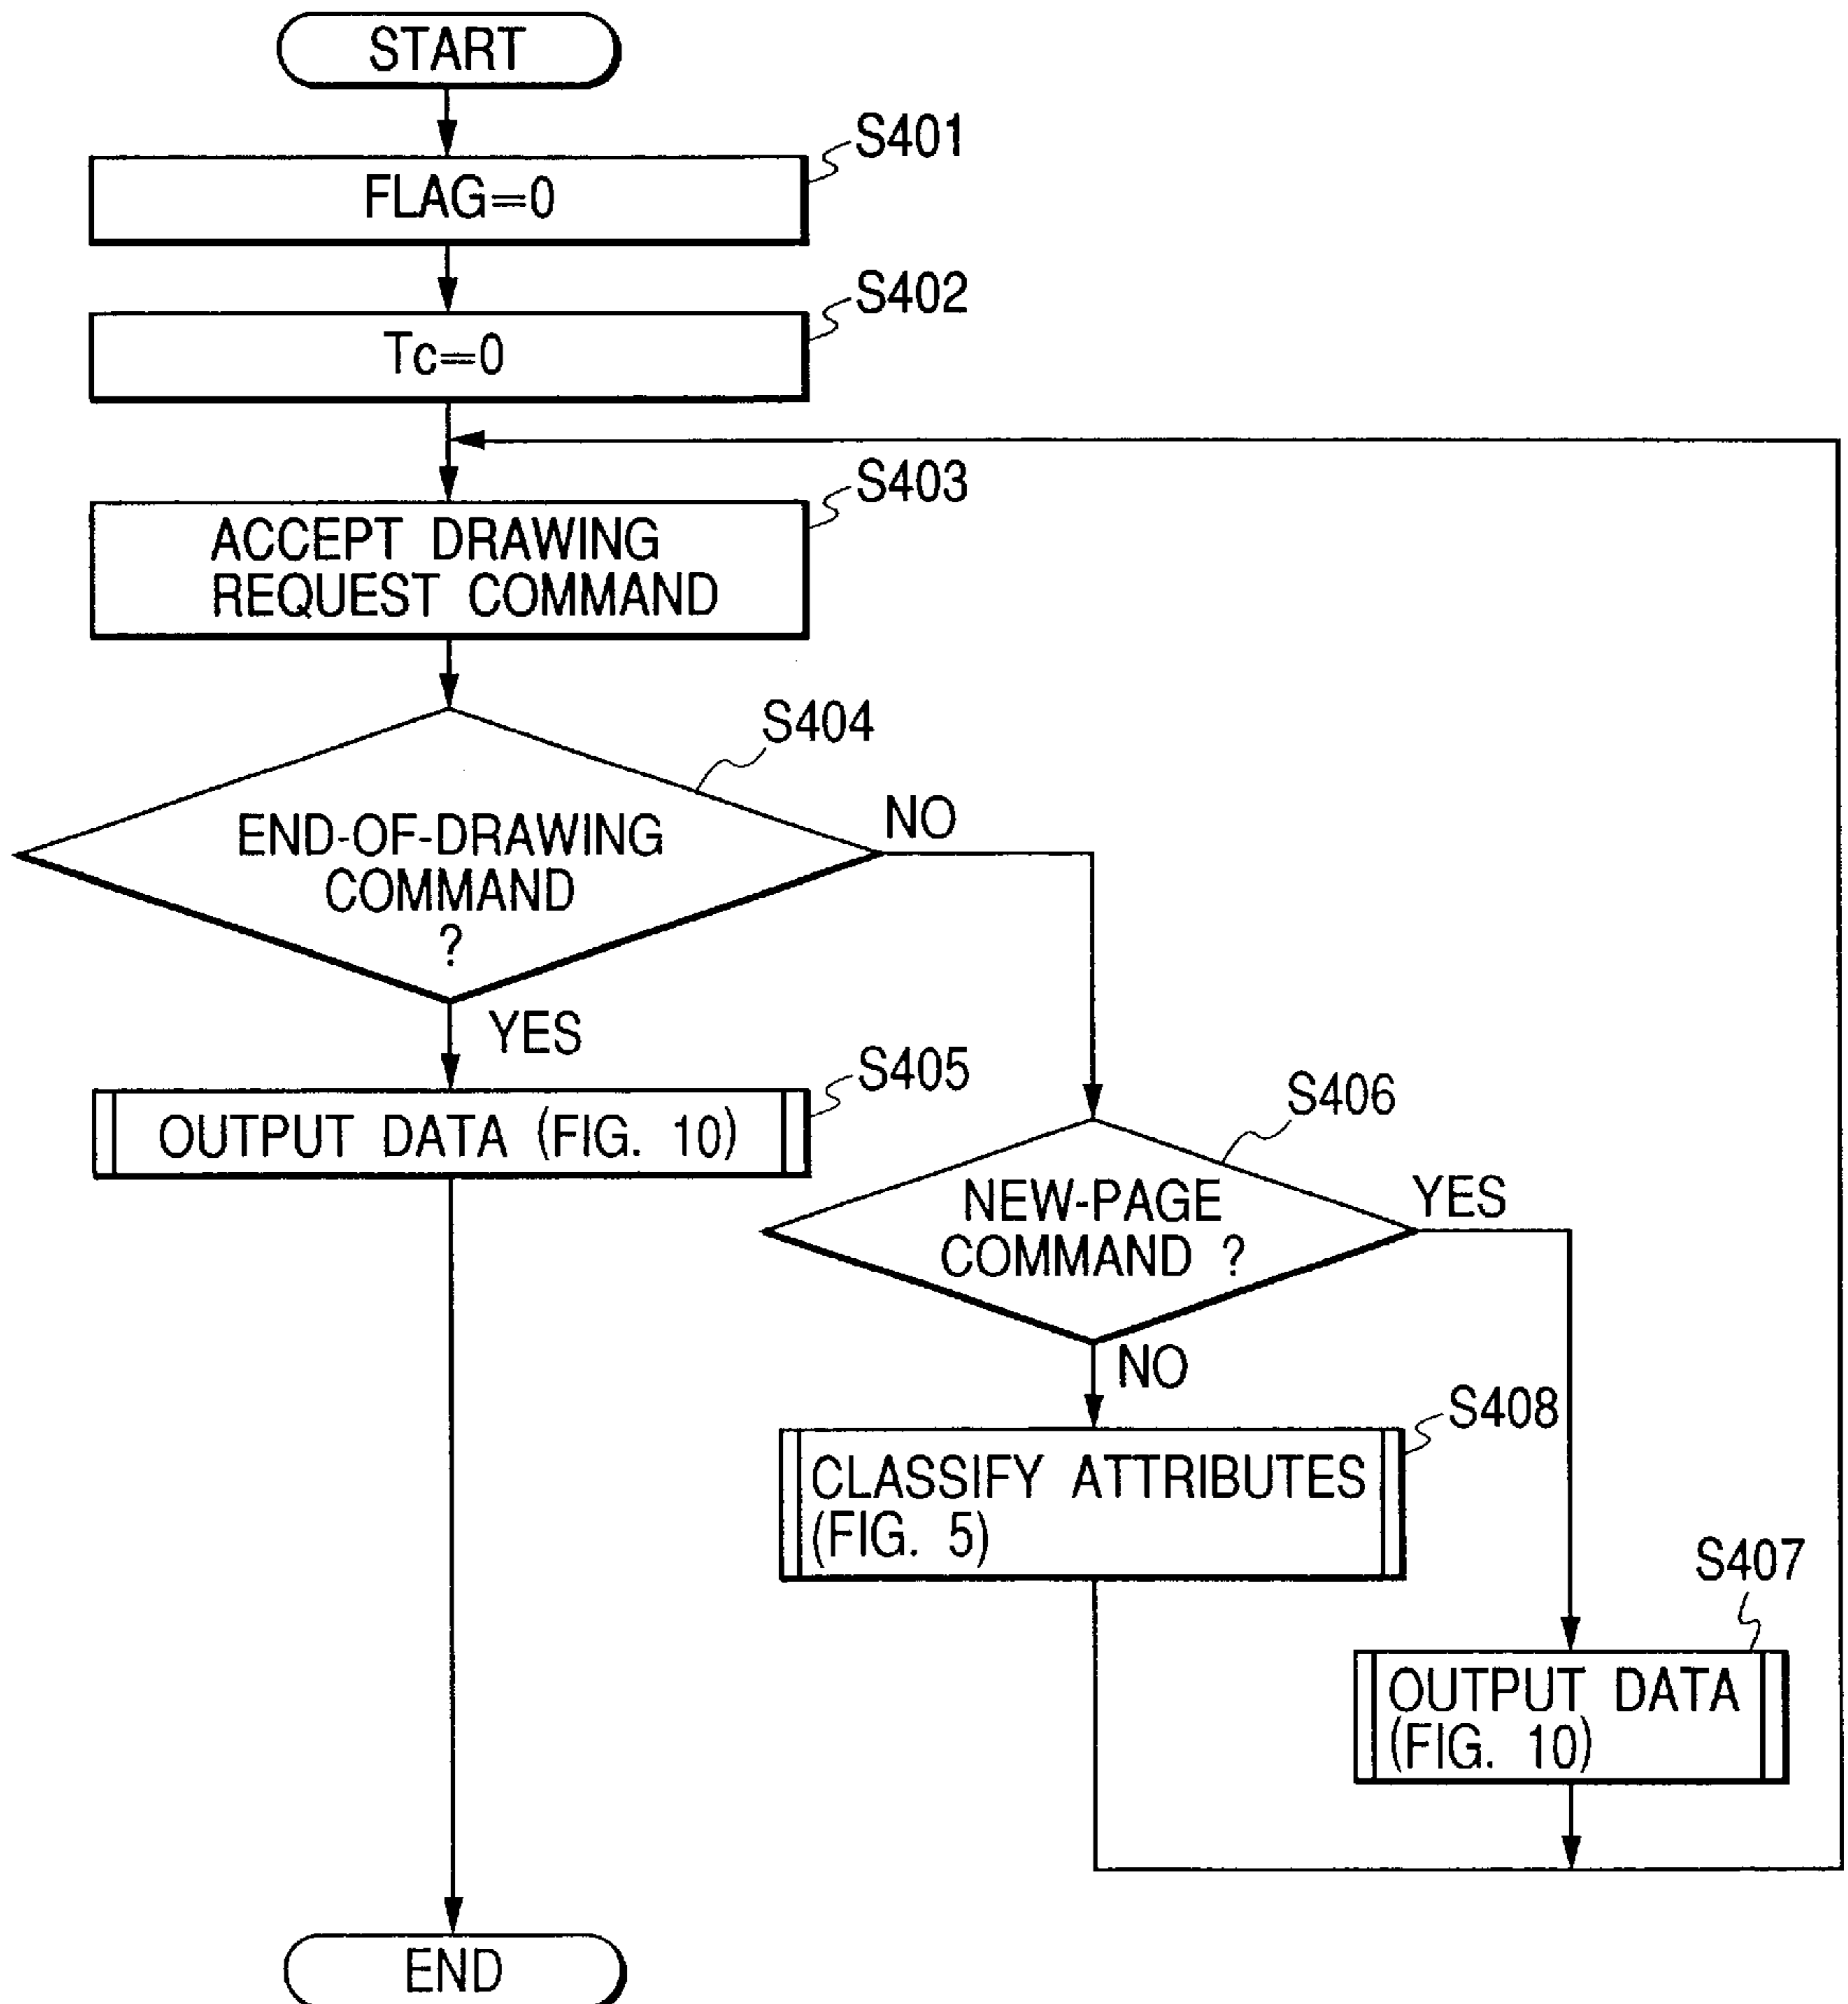 START
S401
FLAG=0
S402
Tc=0
S403
ACCEPT DRAWING
REQUEST COMMAND
S404
END-OF-DRAWING
COMMAND
?
NO
YES
S405
OUTPUT DATA (FIG. 10)
S406
NEW-PAGE
COMMAND ?
YES
NO
S408
CLASSIFY ATTRIBUTES
(FIG. 5)
S407
OUTPUT DATA
(FIG. 10)
END